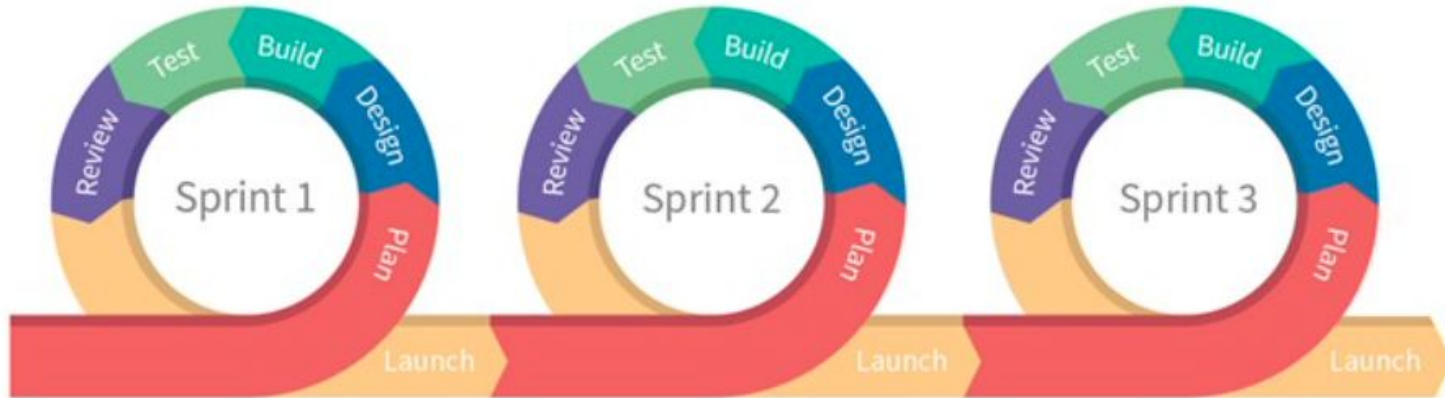 Test
Build
Design
Review
Sprint 1
Plan
Launch
Test
Build
Design
Review
Sprint 2
Plan
Launch
Test
Build
Design
Review
Sprint 3
Plan
Launch